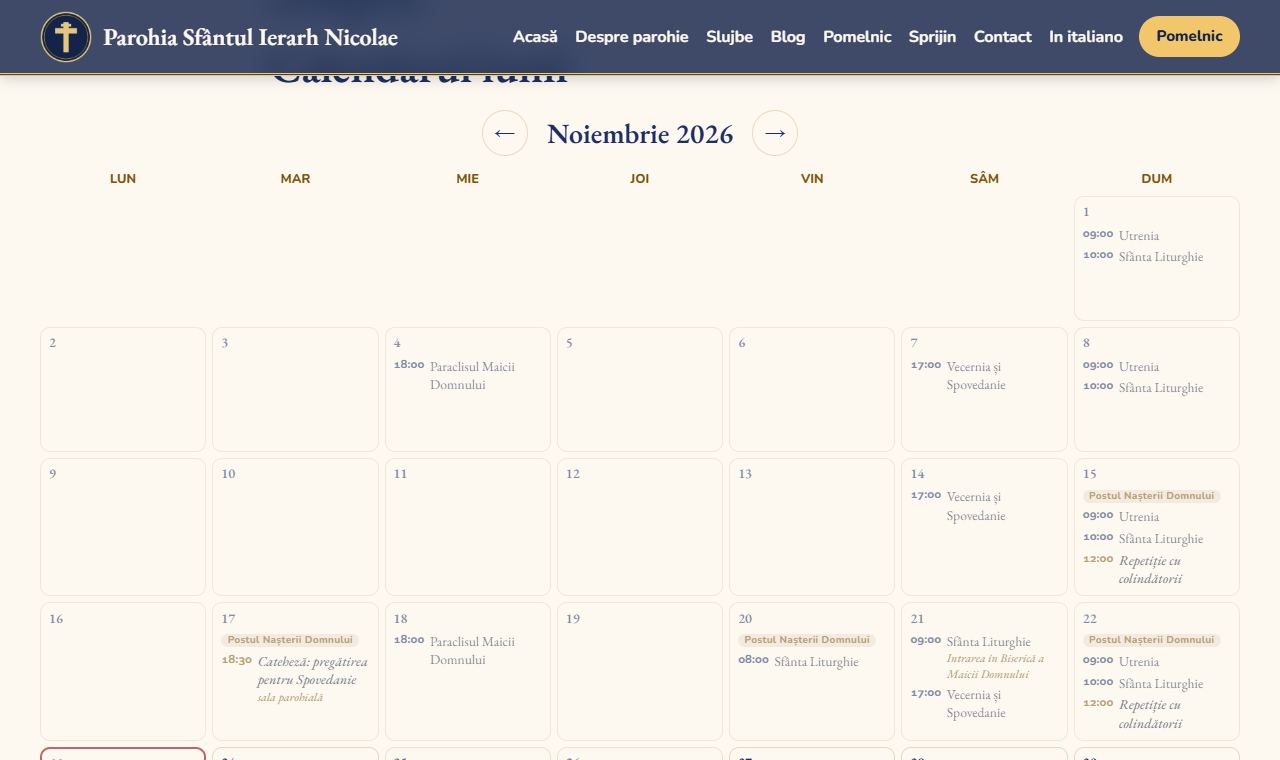 Parohia Sfântul Ierarh Nicolae
Acasă Despre parohie Slujbe Blog Pomelnic Sprijin Contact In italiano Pomelnic
Calendarul lunii
← Noiembrie 2026 →
LUN MAR MIE JOI VIN SÂM DUM
1
09:00 Utrenia
10:00 Sfânta Liturghie
2
3
4
18:00 Paraclisul Maicii
Domnului
5
6
7
17:00 Vecernia și
Spovedanie
8
09:00 Utrenia
10:00 Sfânta Liturghie
9
10
11
12
13
14
17:00 Vecernia și
Spovedanie
15
Postul Nașterii Domnului
09:00 Utrenia
10:00 Sfânta Liturghie
12:00 Repetiție cu
colindătorii
16
17
Postul Nașterii Domnului
18:30 Cateheză: pregătirea
pentru Spovedanie
sala parohială
18
18:00 Paraclisul Maicii
Domnului
19
20
Postul Nașterii Domnului
08:00 Sfânta Liturghie
21
09:00 Sfânta Liturghie
Intrarea în Biserică a
Maicii Domnului
17:00 Vecernia și
Spovedanie
22
Postul Nașterii Domnului
09:00 Utrenia
10:00 Sfânta Liturghie
12:00 Repetiție cu
colindătorii